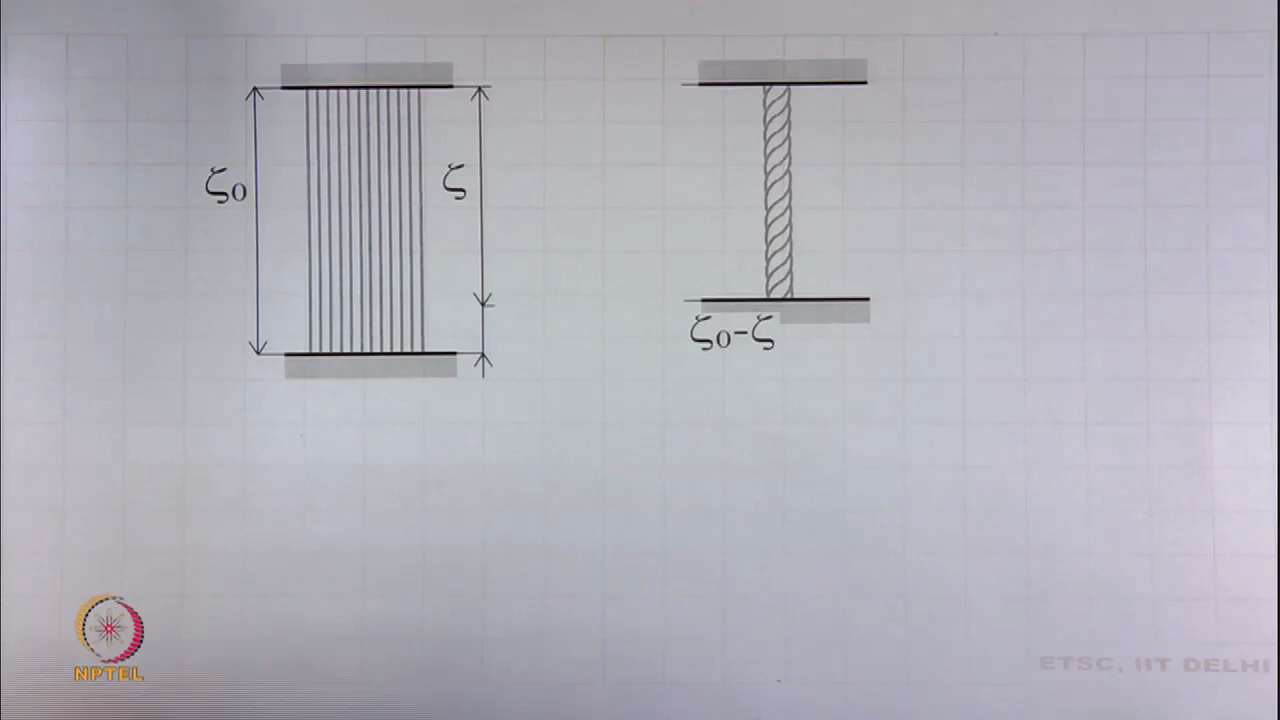 ζ₀
ζ
ζ₀-ζ
NPTEL
ETSC, IIT DELHI